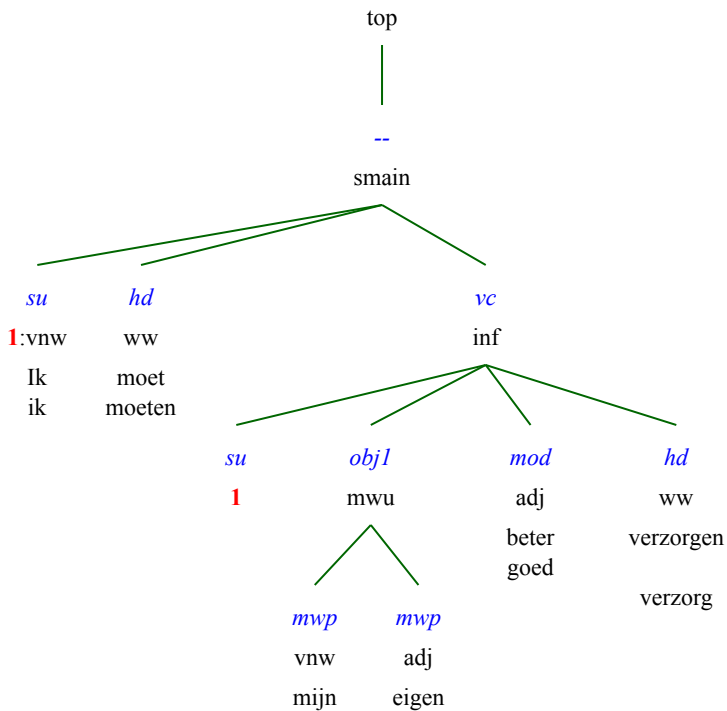 top
--
smain
su hd vc
1:vnw ww inf
Ik moet
ik moeten
su obj1 mod hd
1 mwu adj ww
beter verzorgen
goed
verzorg
mwp mwp
vnw adj
mijn eigen